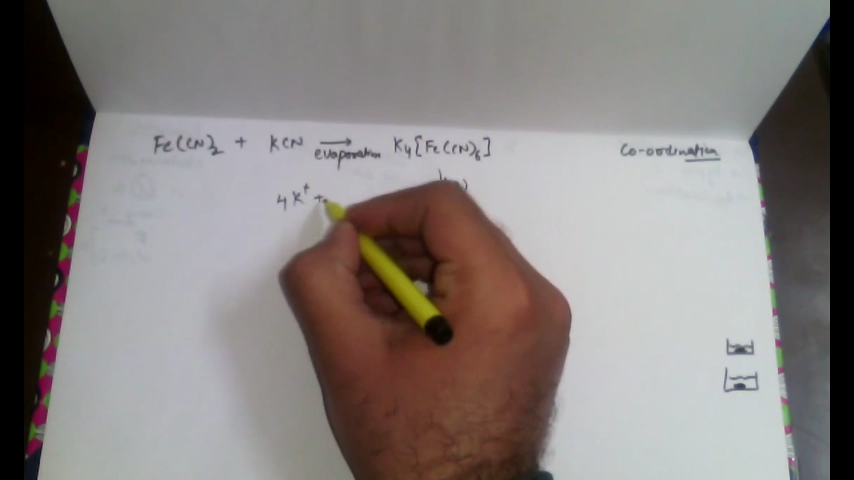 Fe(CN)₂ + KCN → K₄[Fe(CN)₆] Co-ordination
evaporation
4K⁺ +